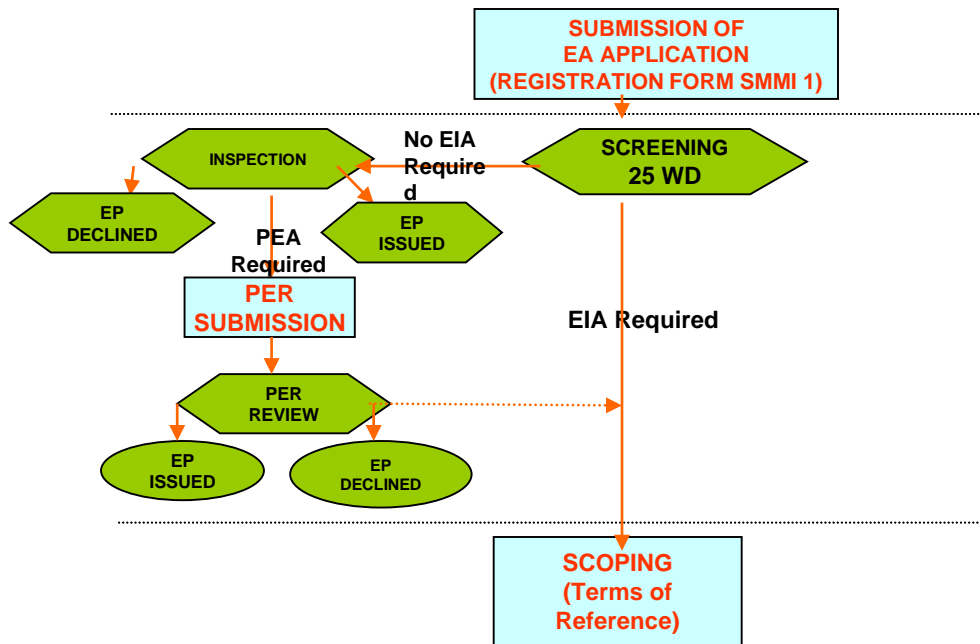 SUBMISSION OF
EA APPLICATION
(REGISTRATION FORM SMMI 1)
SCREENING
25 WD
No EIA
Require
d
INSPECTION
EP
DECLINED
EP
ISSUED
PEA
Required
PER
SUBMISSION
EIA Required
PER
REVIEW
EP
ISSUED
EP
DECLINED
SCOPING
(Terms of
Reference)